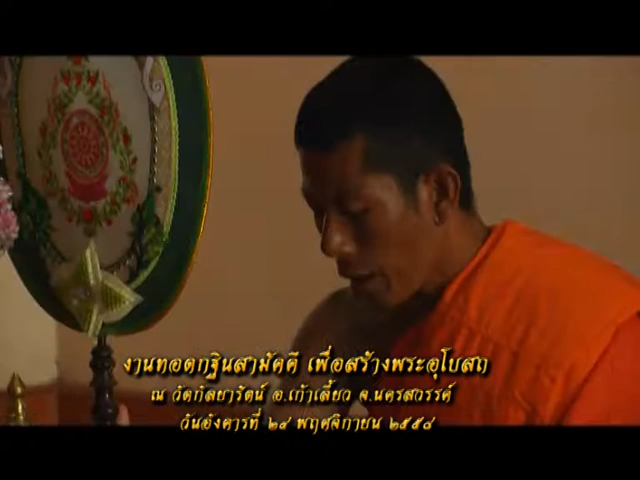 งานทอดกฐินสามัคคี เพื่อสร้างพระอุโบสถ
ณ วัดกัลยารัตน์ อ.เก้าเลี้ยว จ.นครสวรรค์
วันอังคารที่ ๒๔ พฤศจิกายน ๒๕๕๘